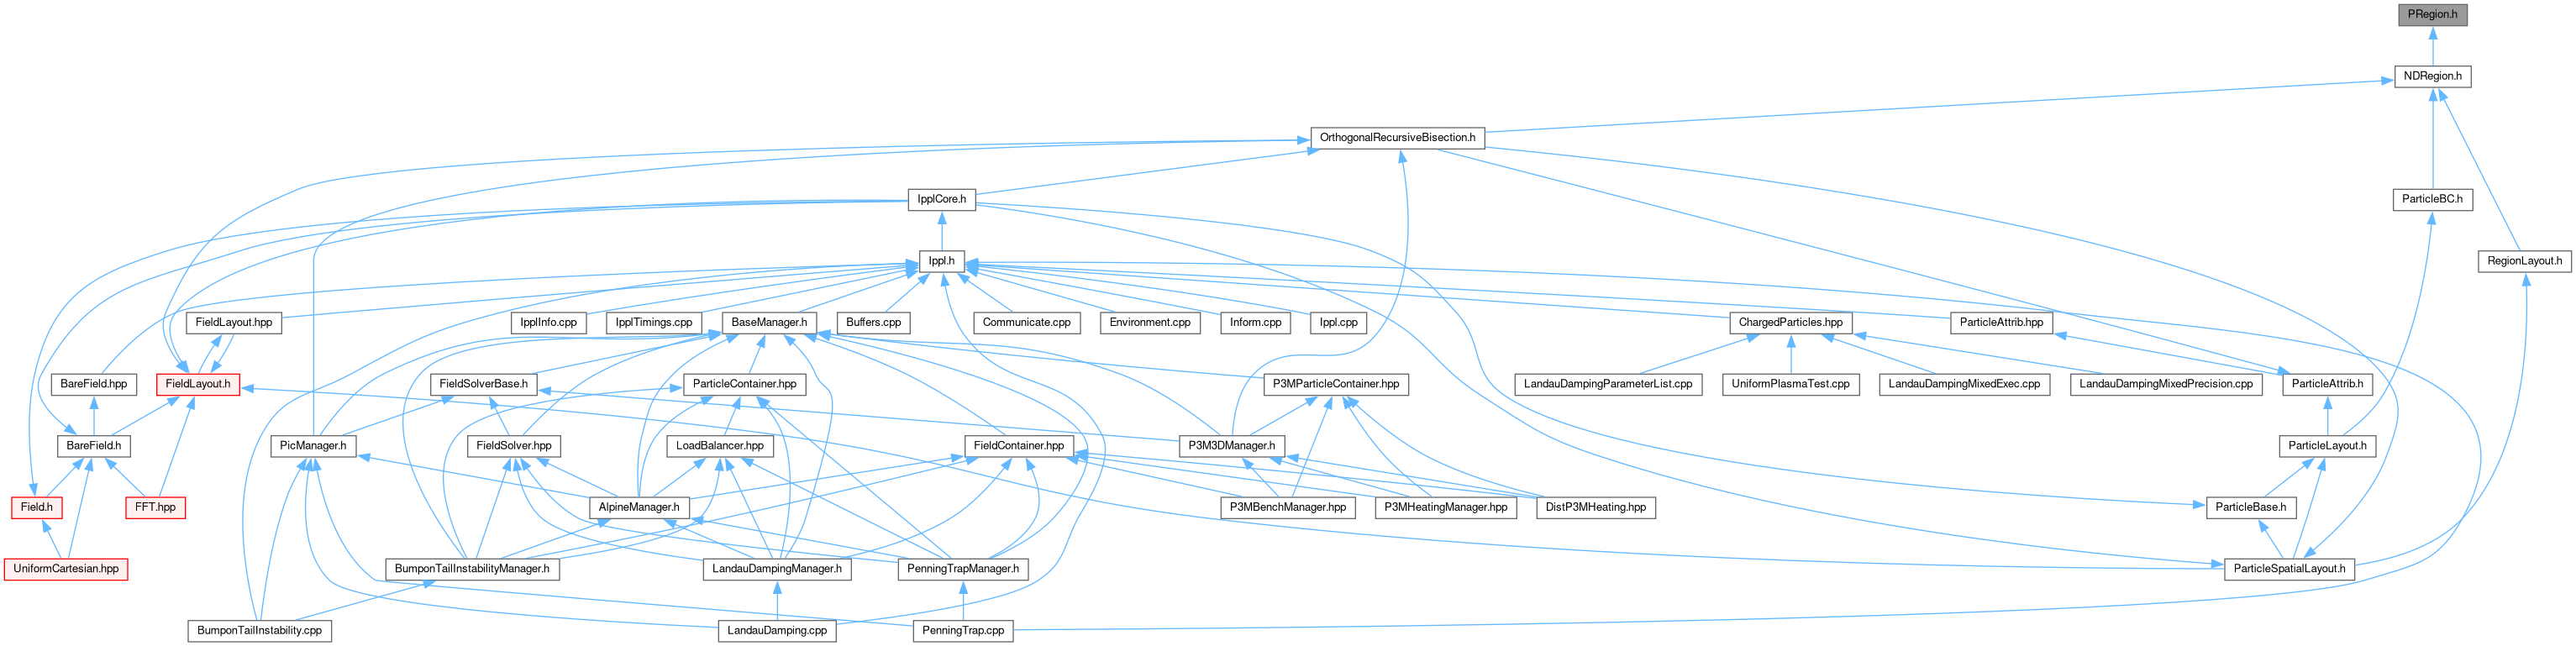 PRegion.h
NDRegion.h
OrthogonalRecursiveBisection.h
IpplCore.h
ParticleBC.h
Ippl.h
RegionLayout.h
FieldLayout.hpp
IpplInfo.cpp
IpplTimings.cpp
BaseManager.h
Buffers.cpp
Communicate.cpp
Environment.cpp
Inform.cpp
Ippl.cpp
ChargedParticles.hpp
ParticleAttrib.hpp
BareField.hpp
FieldLayout.h
FieldSolverBase.h
ParticleContainer.hpp
P3MParticleContainer.hpp
LandauDampingParameterList.cpp
UniformPlasmaTest.cpp
LandauDampingMixedExec.cpp
LandauDampingMixedPrecision.cpp
ParticleAttrib.h
BareField.h
PicManager.h
FieldSolver.hpp
LoadBalancer.hpp
FieldContainer.hpp
P3M3DManager.h
ParticleLayout.h
Field.h
FFT.hpp
AlpineManager.h
P3MBenchManager.hpp
P3MHeatingManager.hpp
DistP3MHeating.hpp
ParticleBase.h
UniformCartesian.hpp
BumponTailInstabilityManager.h
LandauDampingManager.h
PenningTrapManager.h
ParticleSpatialLayout.h
BumponTailInstability.cpp
LandauDamping.cpp
PenningTrap.cpp